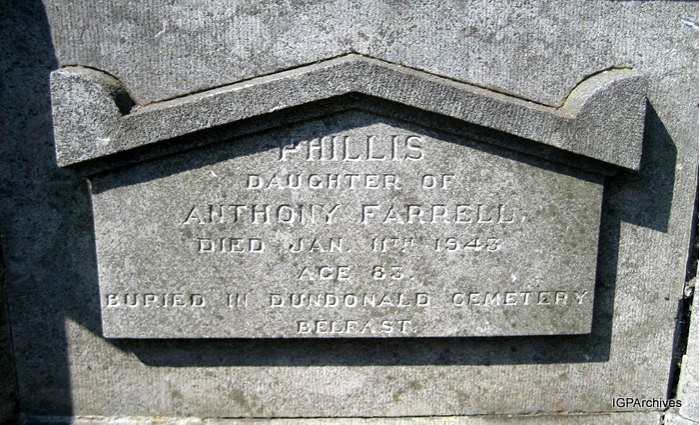 PHILLIS
DAUGHTER OF
ANTHONY FARRELL,
DIED JAN. 11TH 1943
AGE 83.
BURIED IN DUNDONALD CEMETERY
BELFAST
IGPArchives